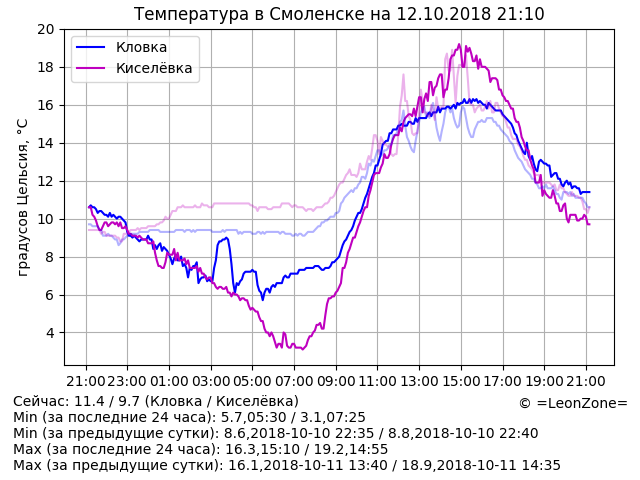 Температура в Смоленске на 12.10.2018 21:10
градусов Цельсия, °C
20
18
16
14
12
10
8
6
4
Кловка
Киселёвка
21:00 23:00 01:00 03:00 05:00 07:00 09:00 11:00 13:00 15:00 17:00 19:00 21:00
Сейчас: 11.4 / 9.7 (Кловка / Киселёвка)
© =LeonZone=
Min (за последние 24 часа): 5.7,05:30 / 3.1,07:25
Min (за предыдущие сутки): 8.6,2018-10-10 22:35 / 8.8,2018-10-10 22:40
Max (за последние 24 часа): 16.3,15:10 / 19.2,14:55
Max (за предыдущие сутки): 16.1,2018-10-11 13:40 / 18.9,2018-10-11 14:35